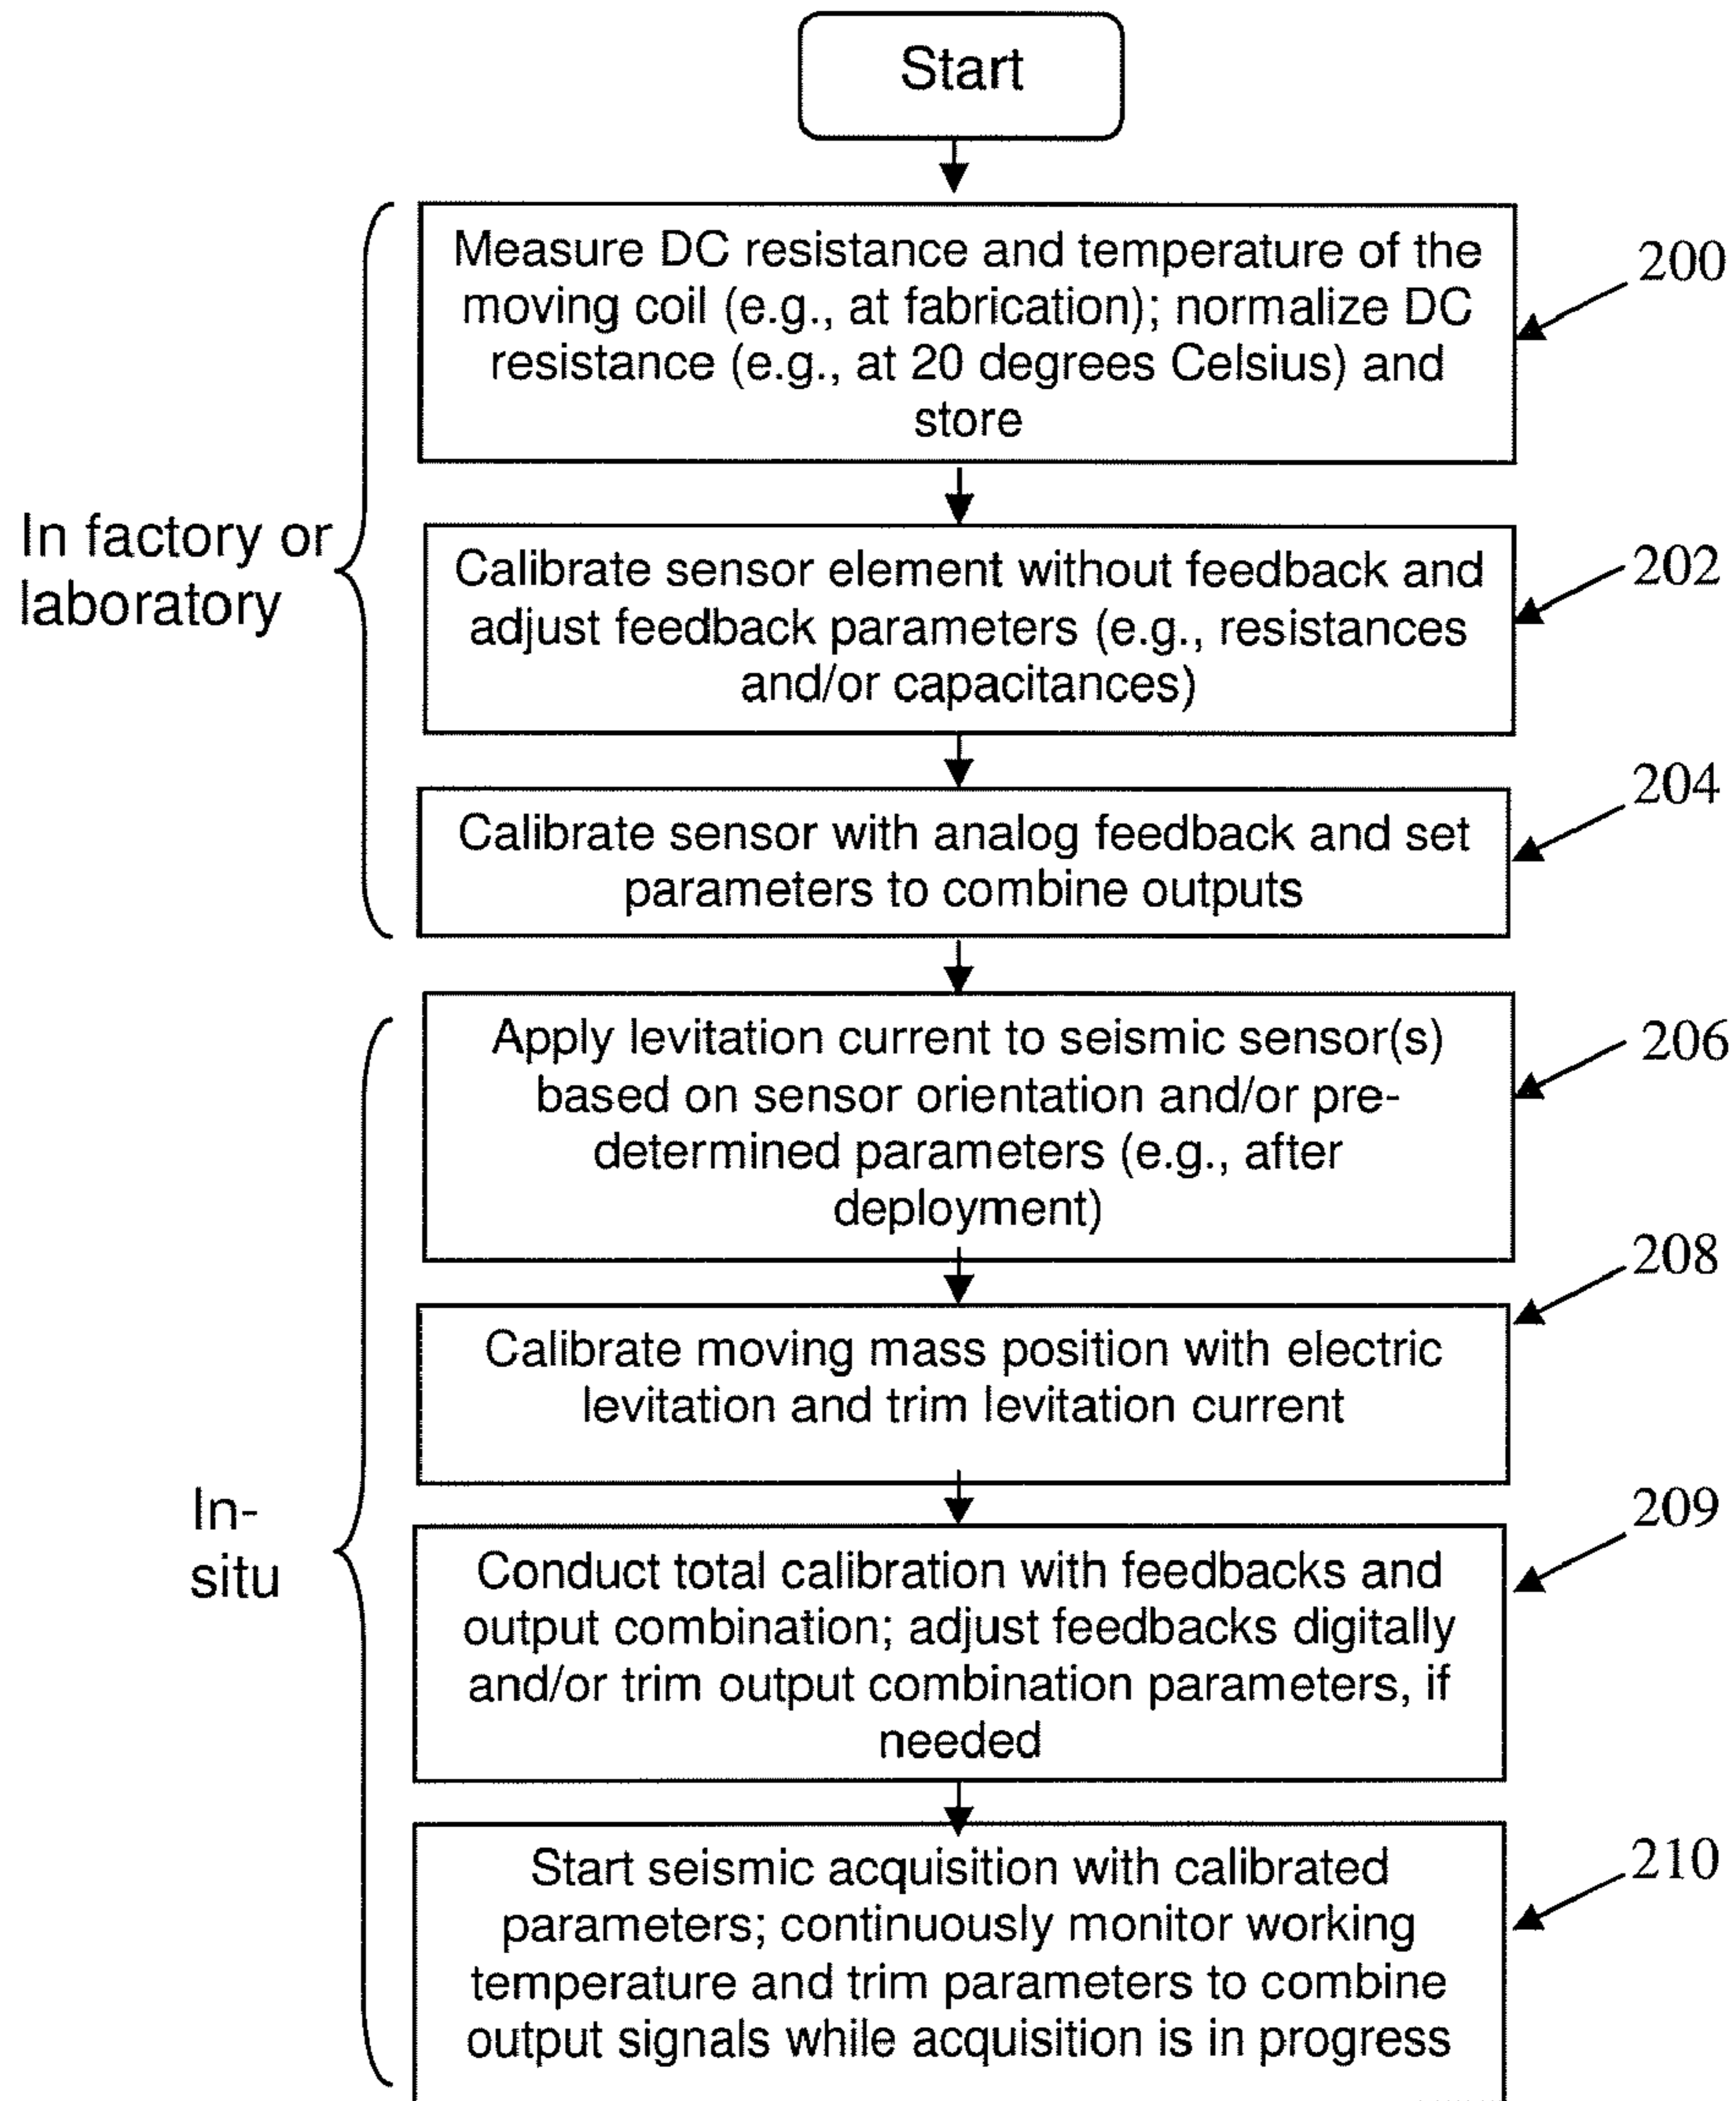 Start
Measure DC resistance and temperature of the
moving coil (e.g., at fabrication); normalize DC
resistance (e.g., at 20 degrees Celsius) and
store
200
In factory or
laboratory
Calibrate sensor element without feedback and
adjust feedback parameters (e.g., resistances
and/or capacitances)
202
Calibrate sensor with analog feedback and set
parameters to combine outputs
204
Apply levitation current to seismic sensor(s)
based on sensor orientation and/or pre-
determined parameters (e.g., after
deployment)
206
Calibrate moving mass position with electric
levitation and trim levitation current
208
In-
situ
Conduct total calibration with feedbacks and
output combination; adjust feedbacks digitally
and/or trim output combination parameters, if
needed
209
Start seismic acquisition with calibrated
parameters; continuously monitor working
temperature and trim parameters to combine
output signals while acquisition is in progress
210